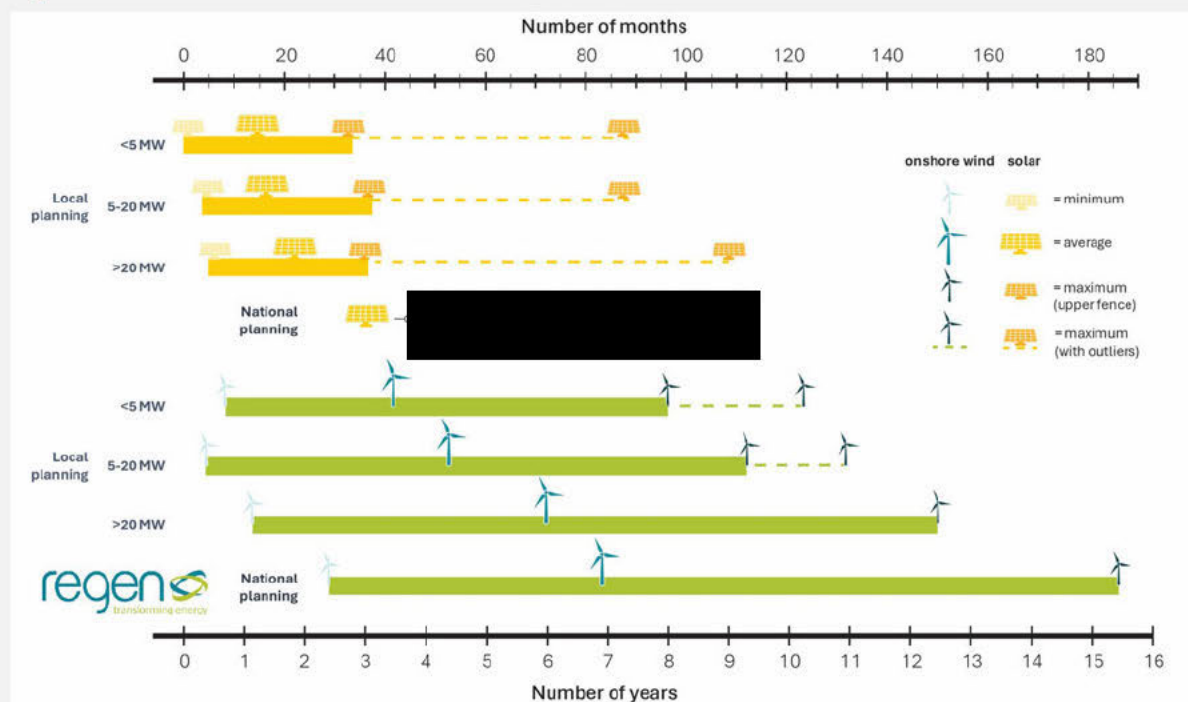 Number of months
0 20 40 60 80 100 120 140 160 180
<5 MW
onshore wind solar
Local
planning
5-20 MW
= minimum
= average
>20 MW
= maximum
(upper fence)
National
planning
= maximum
(with outliers)
<5 MW
Local
planning
5-20 MW
>20 MW
regen
transforming energy
National
planning
0 1 2 3 4 5 6 7 8 9 10 11 12 13 14 15 16
Number of years